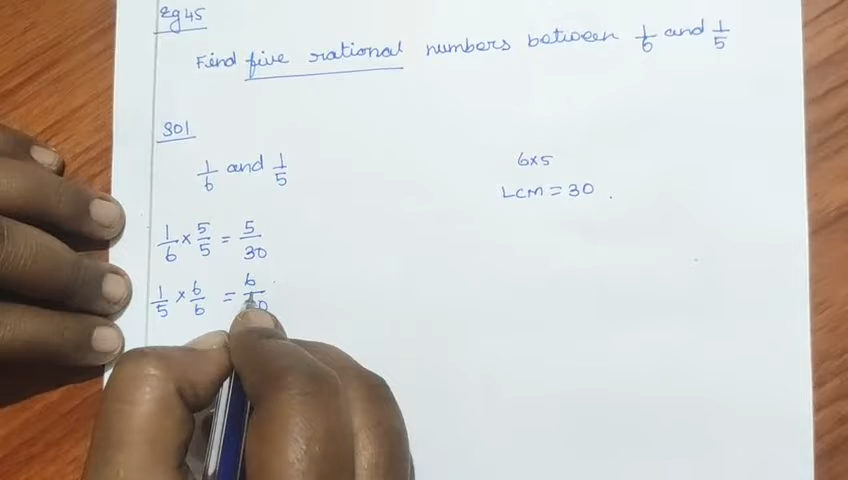 Eg 45
Find five rational numbers between 1/6 and 1/5
Sol
1/6 and 1/5
6×5
LCM = 30 .
1/6 × 5/5 = 5/30
1/5 × 6/6 = 6/30